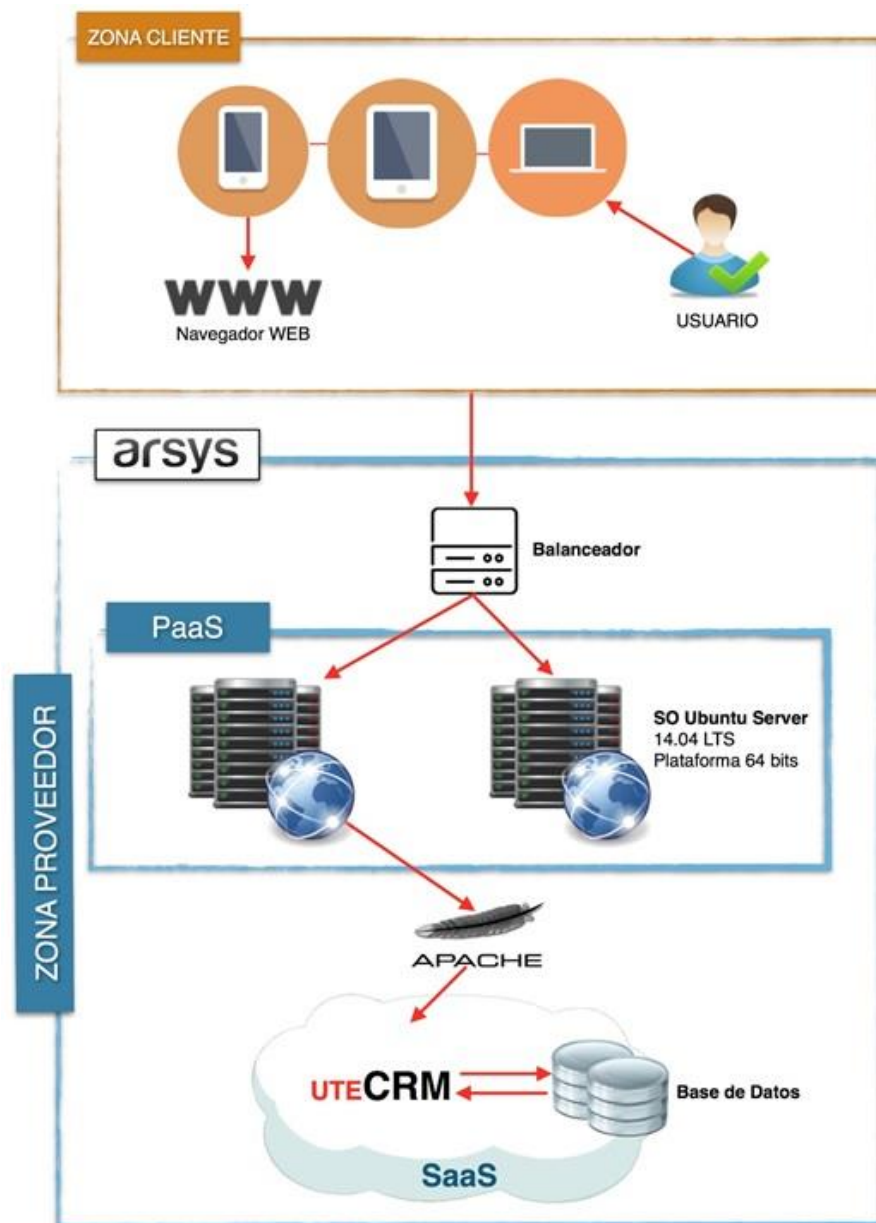 ZONA CLIENTE
WWW
Navegador WEB
USUARIO
arsys
Balanceador
PaaS
SO Ubuntu Server
14.04 LTS
Plataforma 64 bits
ZONA PROVEEDOR
APACHE
UTECRM
Base de Datos
SaaS